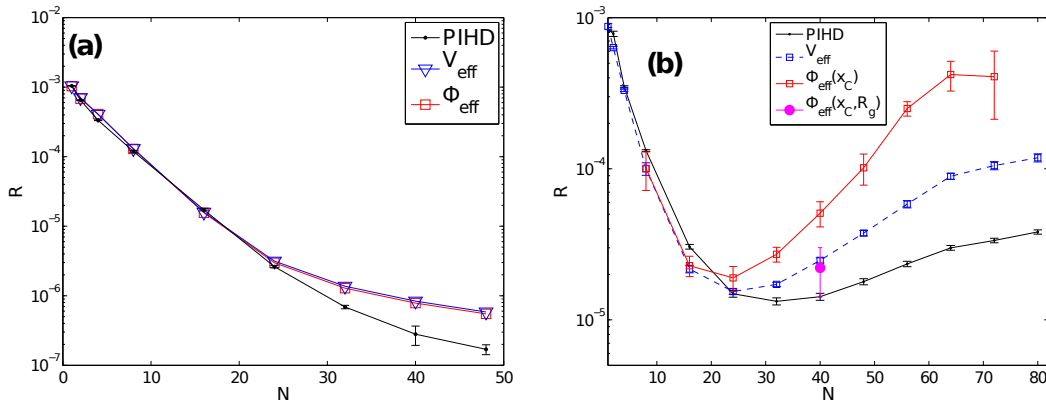 (a)
PIHD
V_eff
Φ_eff
10^-2
10^-3
10^-4
10^-5
10^-6
10^-7
R
0 10 20 30 40 50
N
(b)
PIHD
V_eff
Φ_eff(x_C)
Φ_eff(x_C,R_g)
10^-3
10^-4
10^-5
R
10 20 30 40 50 60 70 80
N